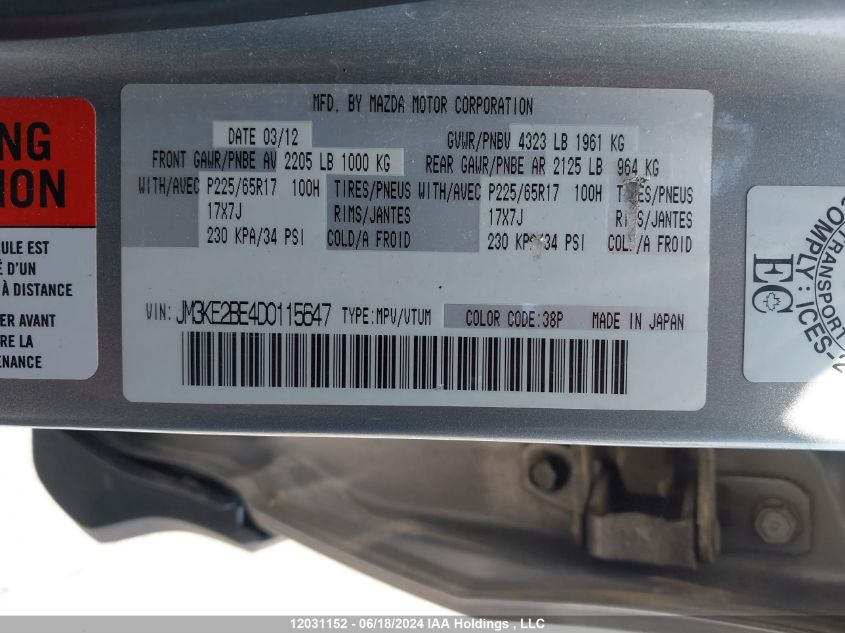 MFD. BY MAZDA MOTOR CORPORATION
DATE 03/12 GVWR/PNBV 4323 LB 1961 KG
FRONT GAWR/PNBE AV 2205 LB 1000 KG REAR GAWR/PNBE AR 2125 LB 964 KG
WITH/AVEC P225/65R17 100H TIRES/PNEUS WITH/AVEC P225/65R17 100H TIRES/PNEUS
17X7J RIMS/JANTES 17X7J RIMS/JANTES
230 KPA/34 PSI COLD/A FROID 230 KPA/34 PSI COLD/A FROID
VIN: JM3KE2BE4D0115647 TYPE:MPV/VTUM COLOR CODE:38P MADE IN JAPAN
NG
ION
ULE EST
É D'UN
À DISTANCE
ER AVANT
RE LA
ENANCE
TRANSPORT
COMPLY: ICES-
EC
12031152 - 06/18/2024 IAA Holdings , LLC